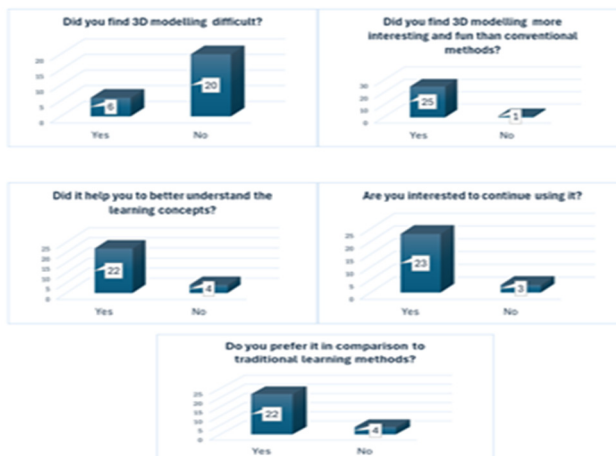 Did you find 3D modelling difficult?
20
15
10
5
0
6
20
Yes No
Did you find 3D modelling more
interesting and fun than conventional
methods?
30
20
10
0
25
1
Yes No
Did it help you to better understand the
learning concepts?
25
20
15
10
5
0
22
4
Yes No
Are you interested to continue using it?
25
20
15
10
5
0
23
3
Yes No
Do you prefer it in comparison to
traditional learning methods?
25
20
15
10
5
0
22
4
Yes No